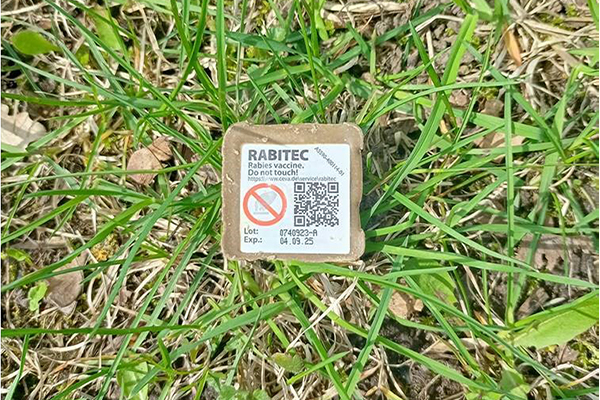 RABITEC
Rabies vaccine.
Do not touch!
Lot: 0740923-A
Exp.: 04.09.25